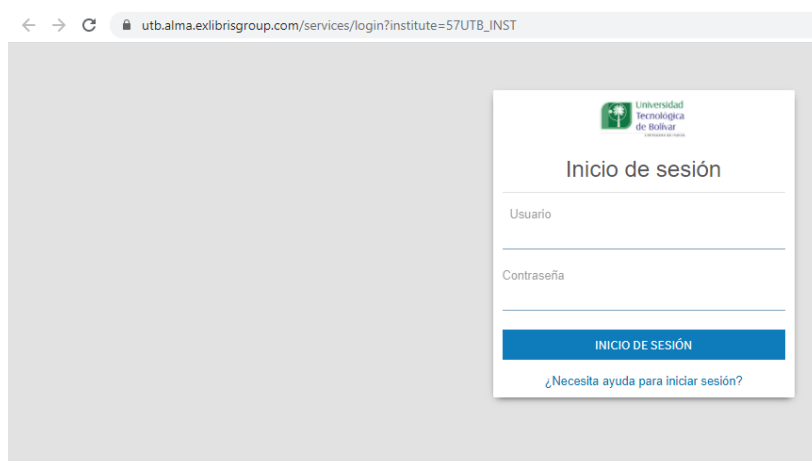 utb.alma.exlibrisgroup.com/services/login?institute=57UTB_INST
Universidad
Tecnológica
de Bolívar
Inicio de sesión
Usuario
Contraseña
INICIO DE SESIÓN
¿Necesita ayuda para iniciar sesión?